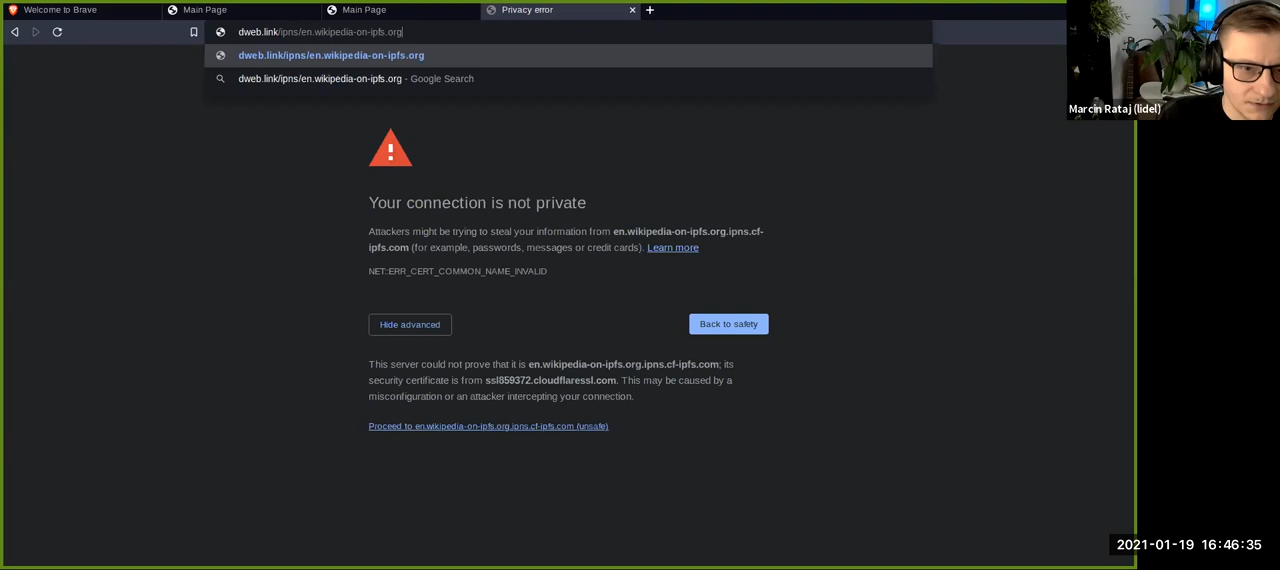 Welcome to Brave
Main Page
Main Page
Privacy error
dweb.link/ipns/en.wikipedia-on-ipfs.org
dweb.link/ipns/en.wikipedia-on-ipfs.org
dweb.link/ipns/en.wikipedia-on-ipfs.org - Google Search
Marcin Rataj (lidel)
Your connection is not private
Attackers might be trying to steal your information from en.wikipedia-on-ipfs.org.ipns.cf-
ipfs.com (for example, passwords, messages or credit cards). Learn more
NET::ERR_CERT_COMMON_NAME_INVALID
Hide advanced
Back to safety
This server could not prove that it is en.wikipedia-on-ipfs.org.ipns.cf-ipfs.com; its
security certificate is from ssl859372.cloudflaressl.com. This may be caused by a
misconfiguration or an attacker intercepting your connection.
Proceed to en.wikipedia-on-ipfs.org.ipns.cf-ipfs.com (unsafe)
2021-01-19 16:46:35